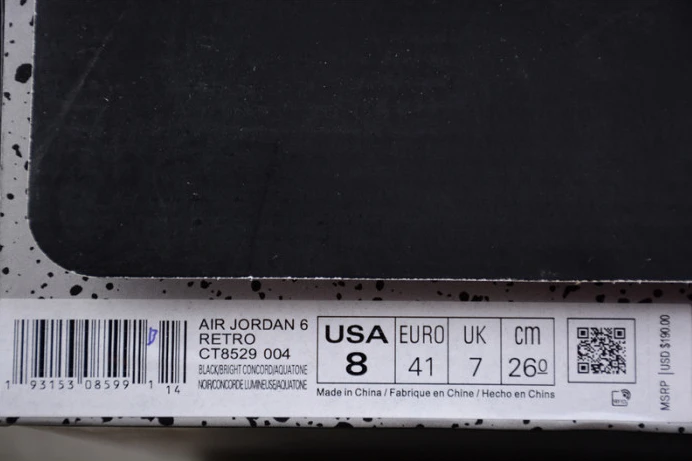 AIR JORDAN 6
RETRO
CT8529 004
BLACK/BRIGHT CONCORD/AQUATONE
NOIR/CONCORDE LUMINEUSE/AQUATONE
1 93153 08599 1 14
USA EURO UK cm
8 41 7 26.0
Made in China / Fabrique en Chine / Hecho en China
MSRP USD $190.00